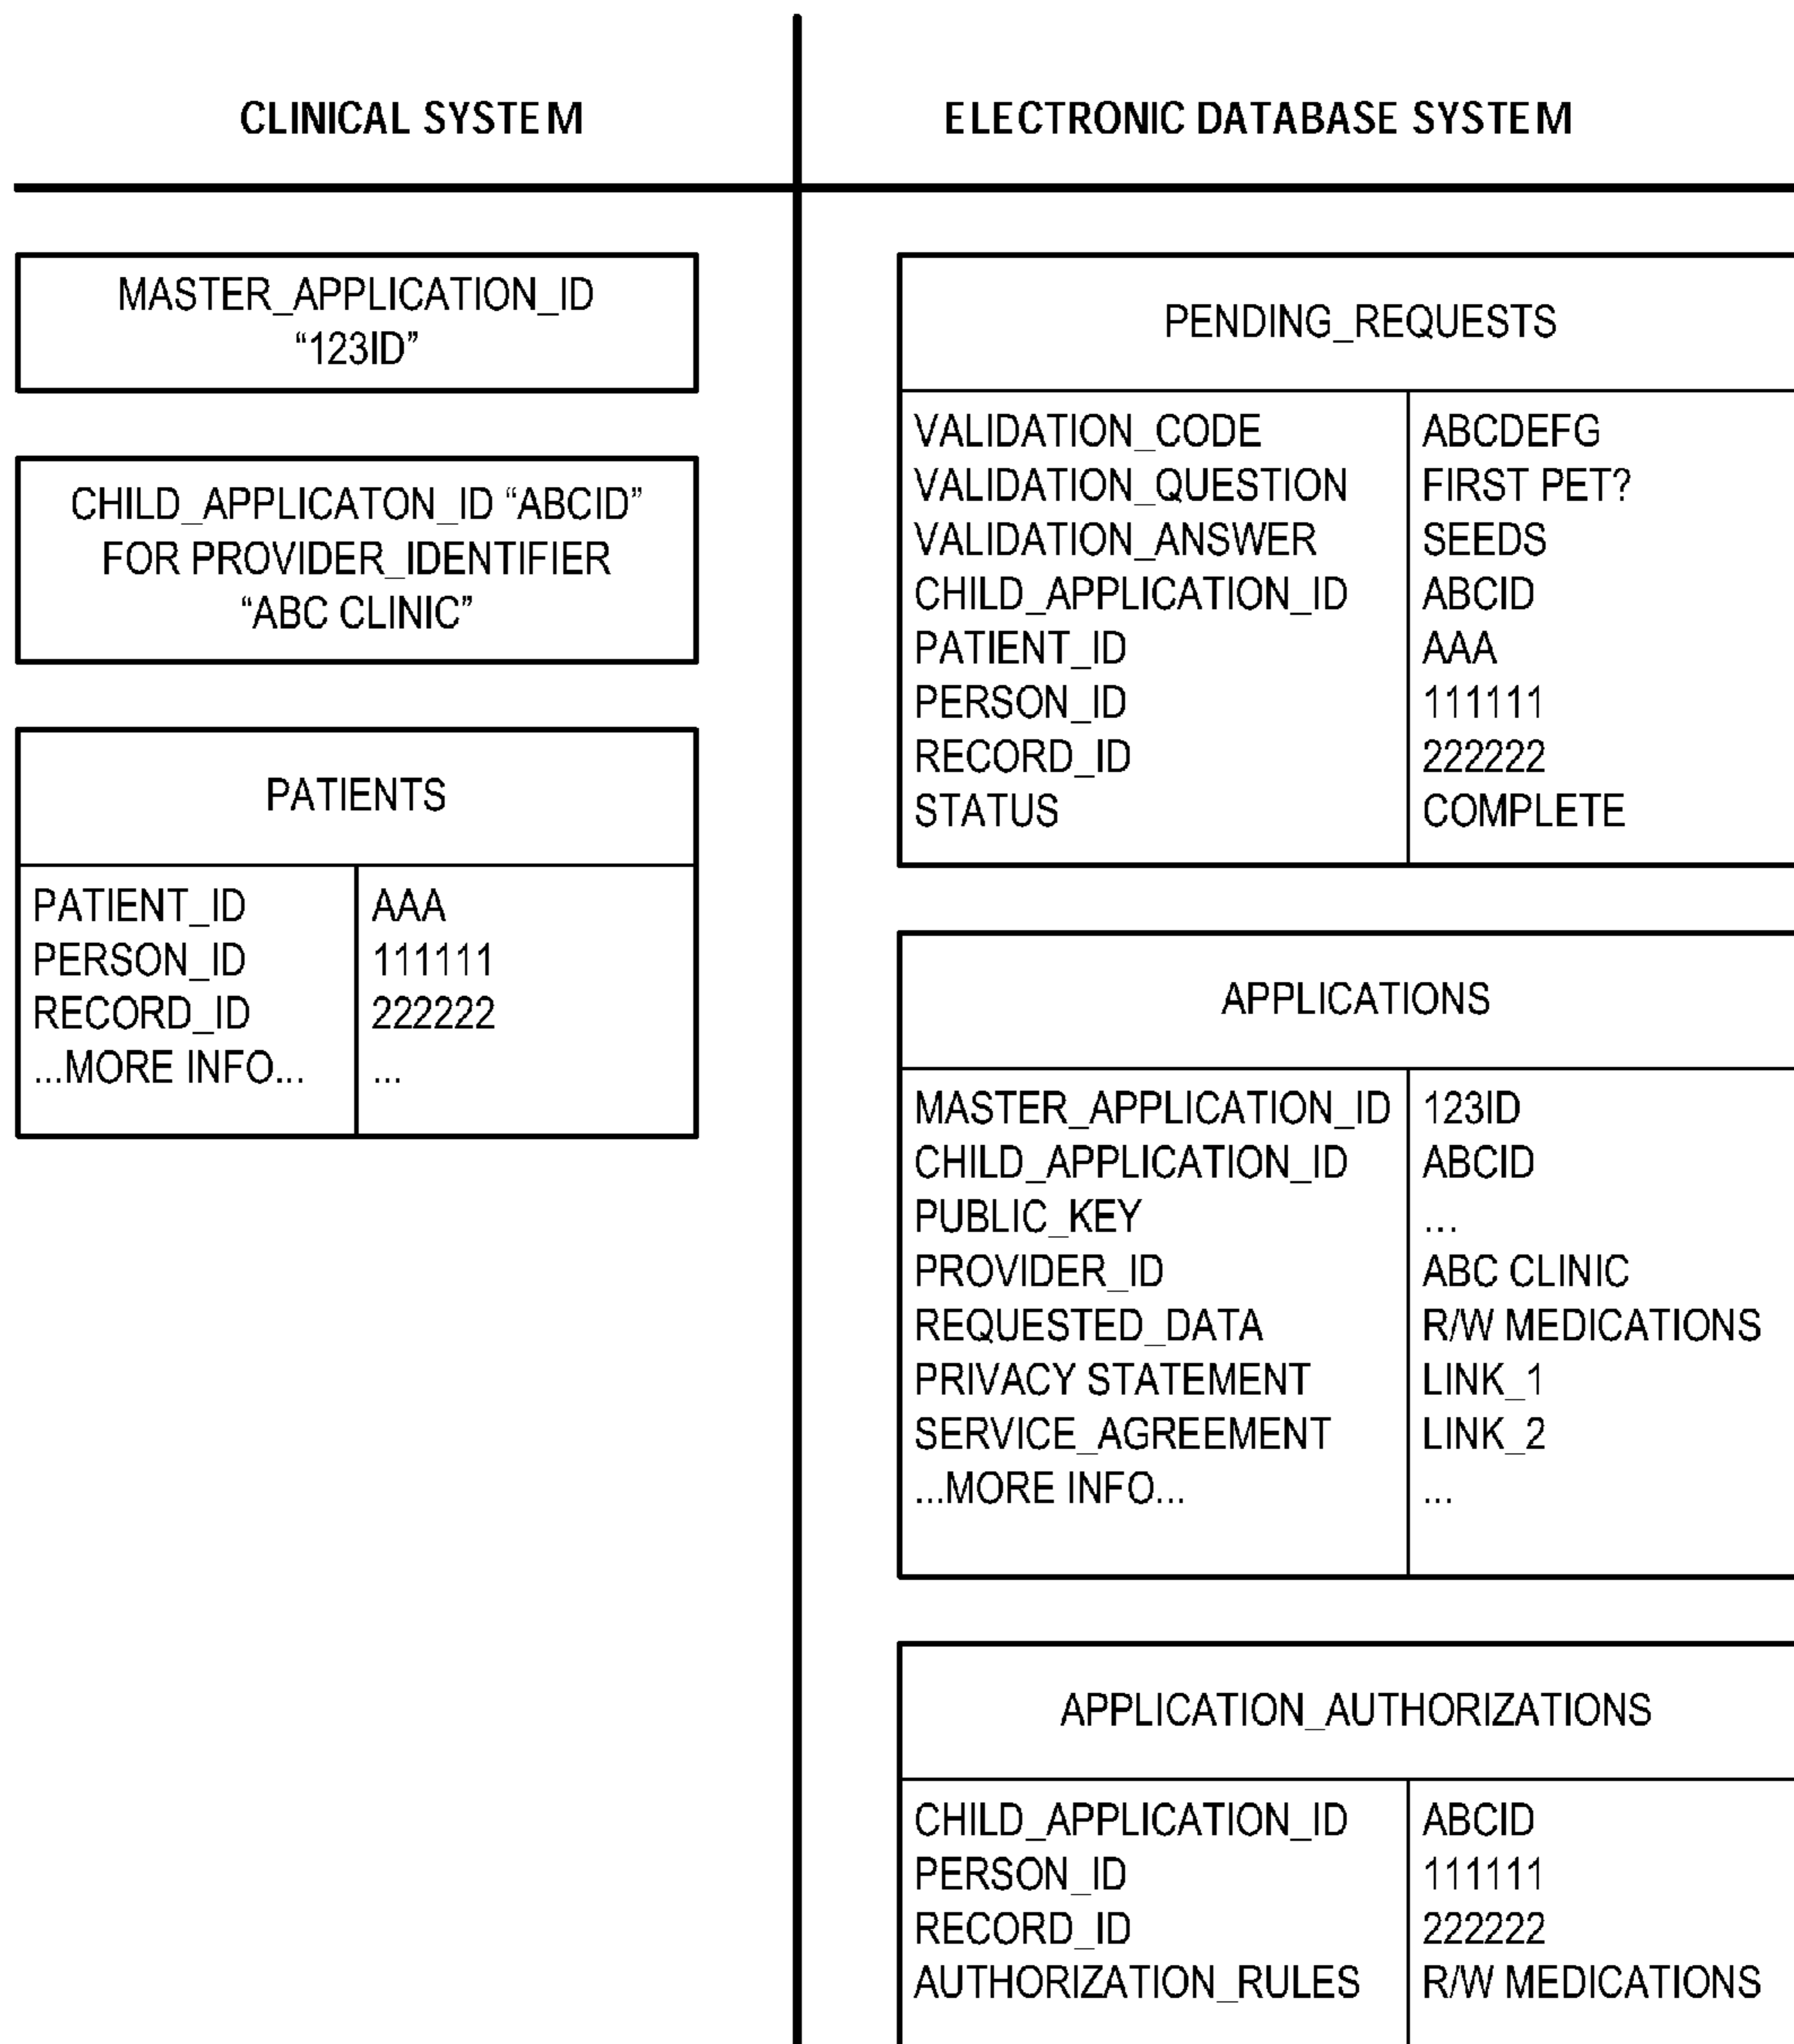 CLINICAL SYSTEM
ELECTRONIC DATABASE SYSTEM
MASTER_APPLICATION_ID
“123ID”
CHILD_APPLICATON_ID “ABCID”
FOR PROVIDER_IDENTIFIER
“ABC CLINIC”
PATIENTS
PATIENT_ID AAA
PERSON_ID 111111
RECORD_ID 222222
...MORE INFO... ...
PENDING_REQUESTS
VALIDATION_CODE ABCDEFG
VALIDATION_QUESTION FIRST PET?
VALIDATION_ANSWER SEEDS
CHILD_APPLICATION_ID ABCID
PATIENT_ID AAA
PERSON_ID 111111
RECORD_ID 222222
STATUS COMPLETE
APPLICATIONS
MASTER_APPLICATION_ID 123ID
CHILD_APPLICATION_ID ABCID
PUBLIC_KEY ...
PROVIDER_ID ABC CLINIC
REQUESTED_DATA R/W MEDICATIONS
PRIVACY STATEMENT LINK_1
SERVICE_AGREEMENT LINK_2
...MORE INFO... ...
APPLICATION_AUTHORIZATIONS
CHILD_APPLICATION_ID ABCID
PERSON_ID 111111
RECORD_ID 222222
AUTHORIZATION_RULES R/W MEDICATIONS